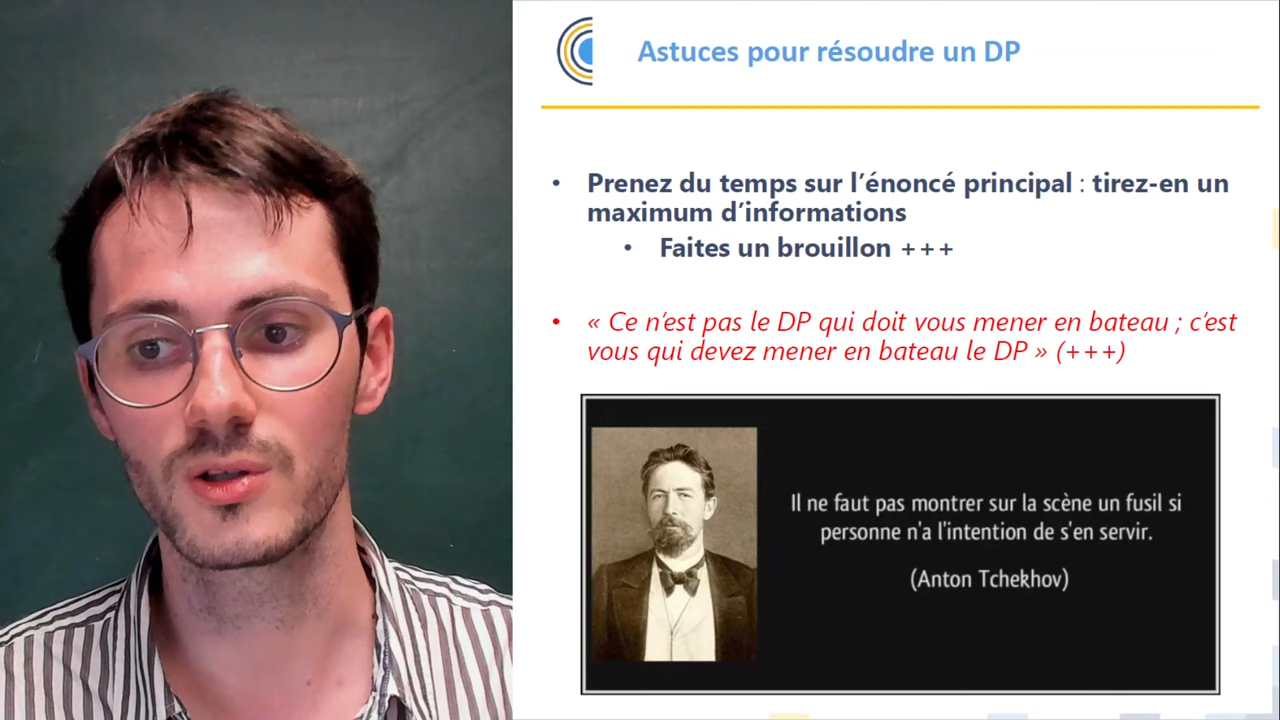 Astuces pour résoudre un DP
• Prenez du temps sur l’énoncé principal : tirez-en un
maximum d’informations
• Faites un brouillon +++
• « Ce n’est pas le DP qui doit vous mener en bateau ; c’est
vous qui devez mener en bateau le DP » (+++)
Il ne faut pas montrer sur la scène un fusil si
personne n'a l'intention de s'en servir.
(Anton Tchekhov)